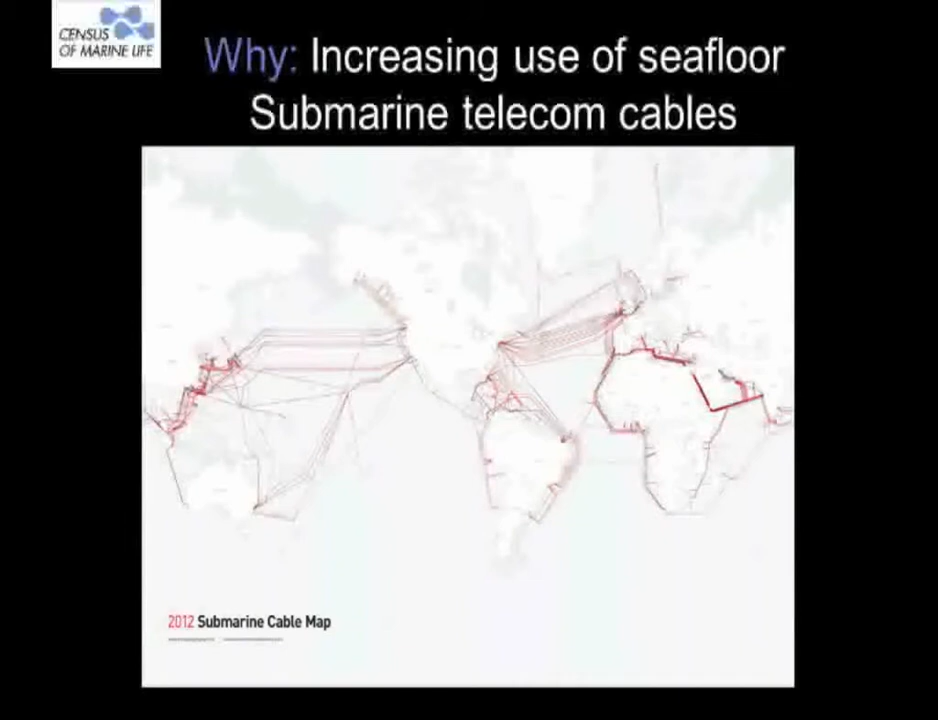 CENSUS
OF MARINE LIFE
Why: Increasing use of seafloor
Submarine telecom cables
2012 Submarine Cable Map